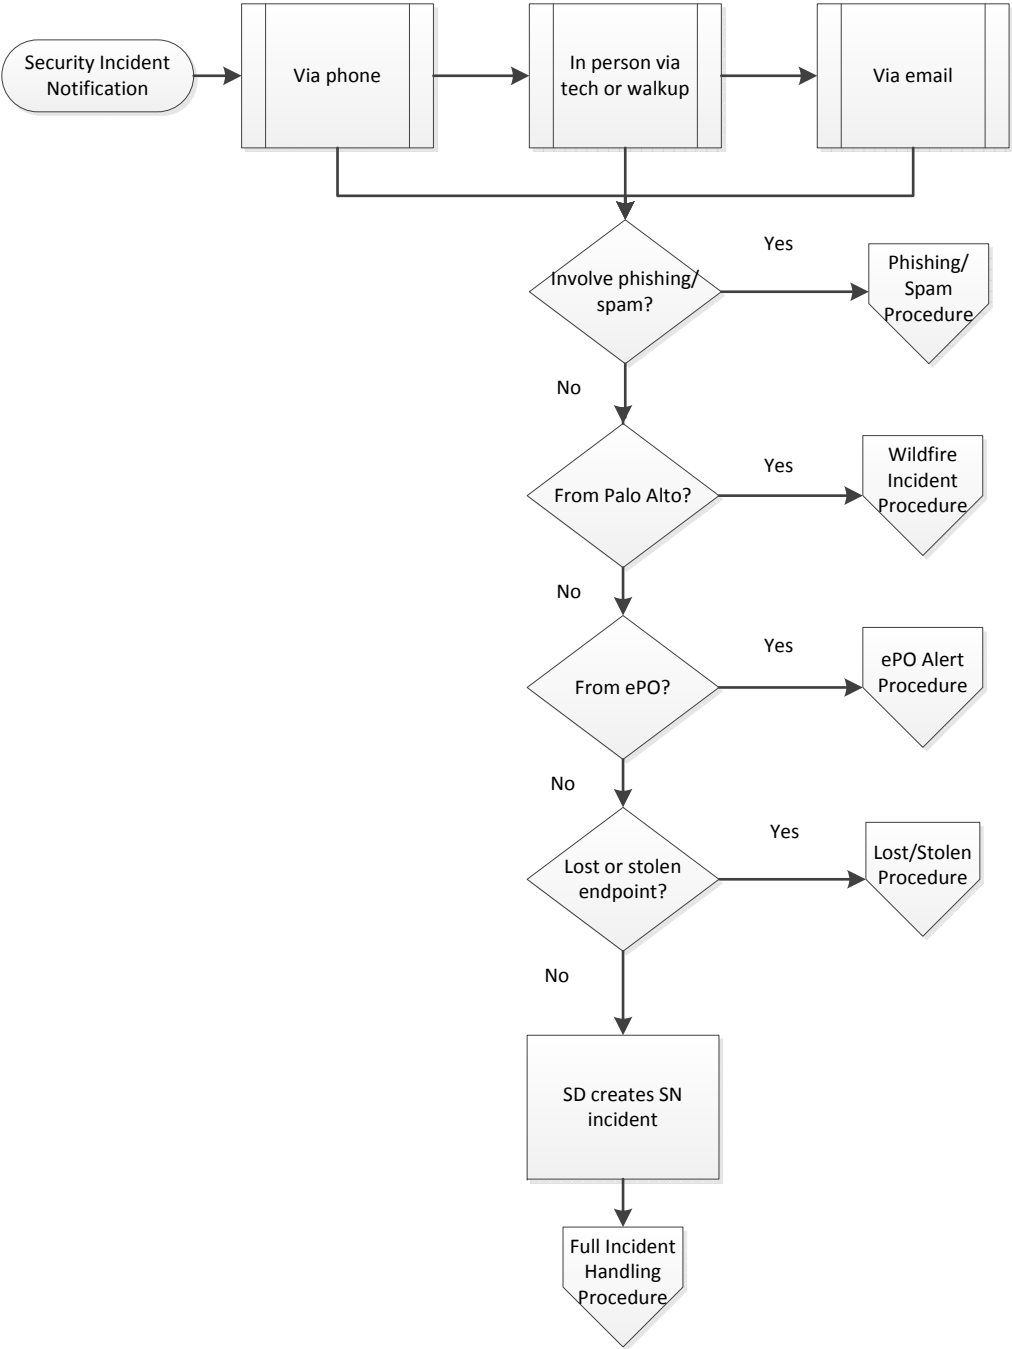 Security Incident
Notification
Via phone
In person via
tech or walkup
Via email
Involve phishing/
spam?
Yes
Phishing/
Spam
Procedure
No
From Palo Alto?
Yes
Wildfire
Incident
Procedure
No
From ePO?
Yes
ePO Alert
Procedure
No
Lost or stolen
endpoint?
Yes
Lost/Stolen
Procedure
No
SD creates SN
incident
Full Incident
Handling
Procedure